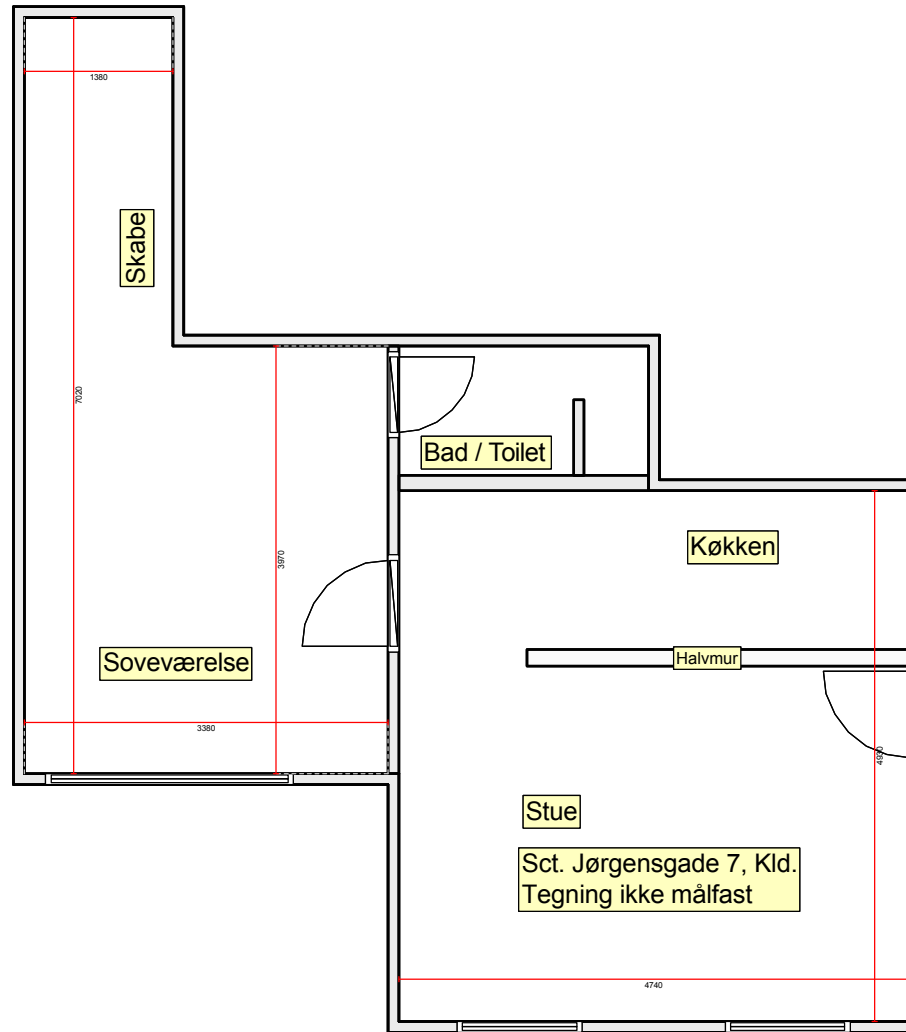 1380
Skabe
7020
Bad / Toilet
Køkken
3970
Halvmur
Soveværelse
3380
4930
Stue
Sct. Jørgensgade 7, Kld.
Tegning ikke målfast
4740